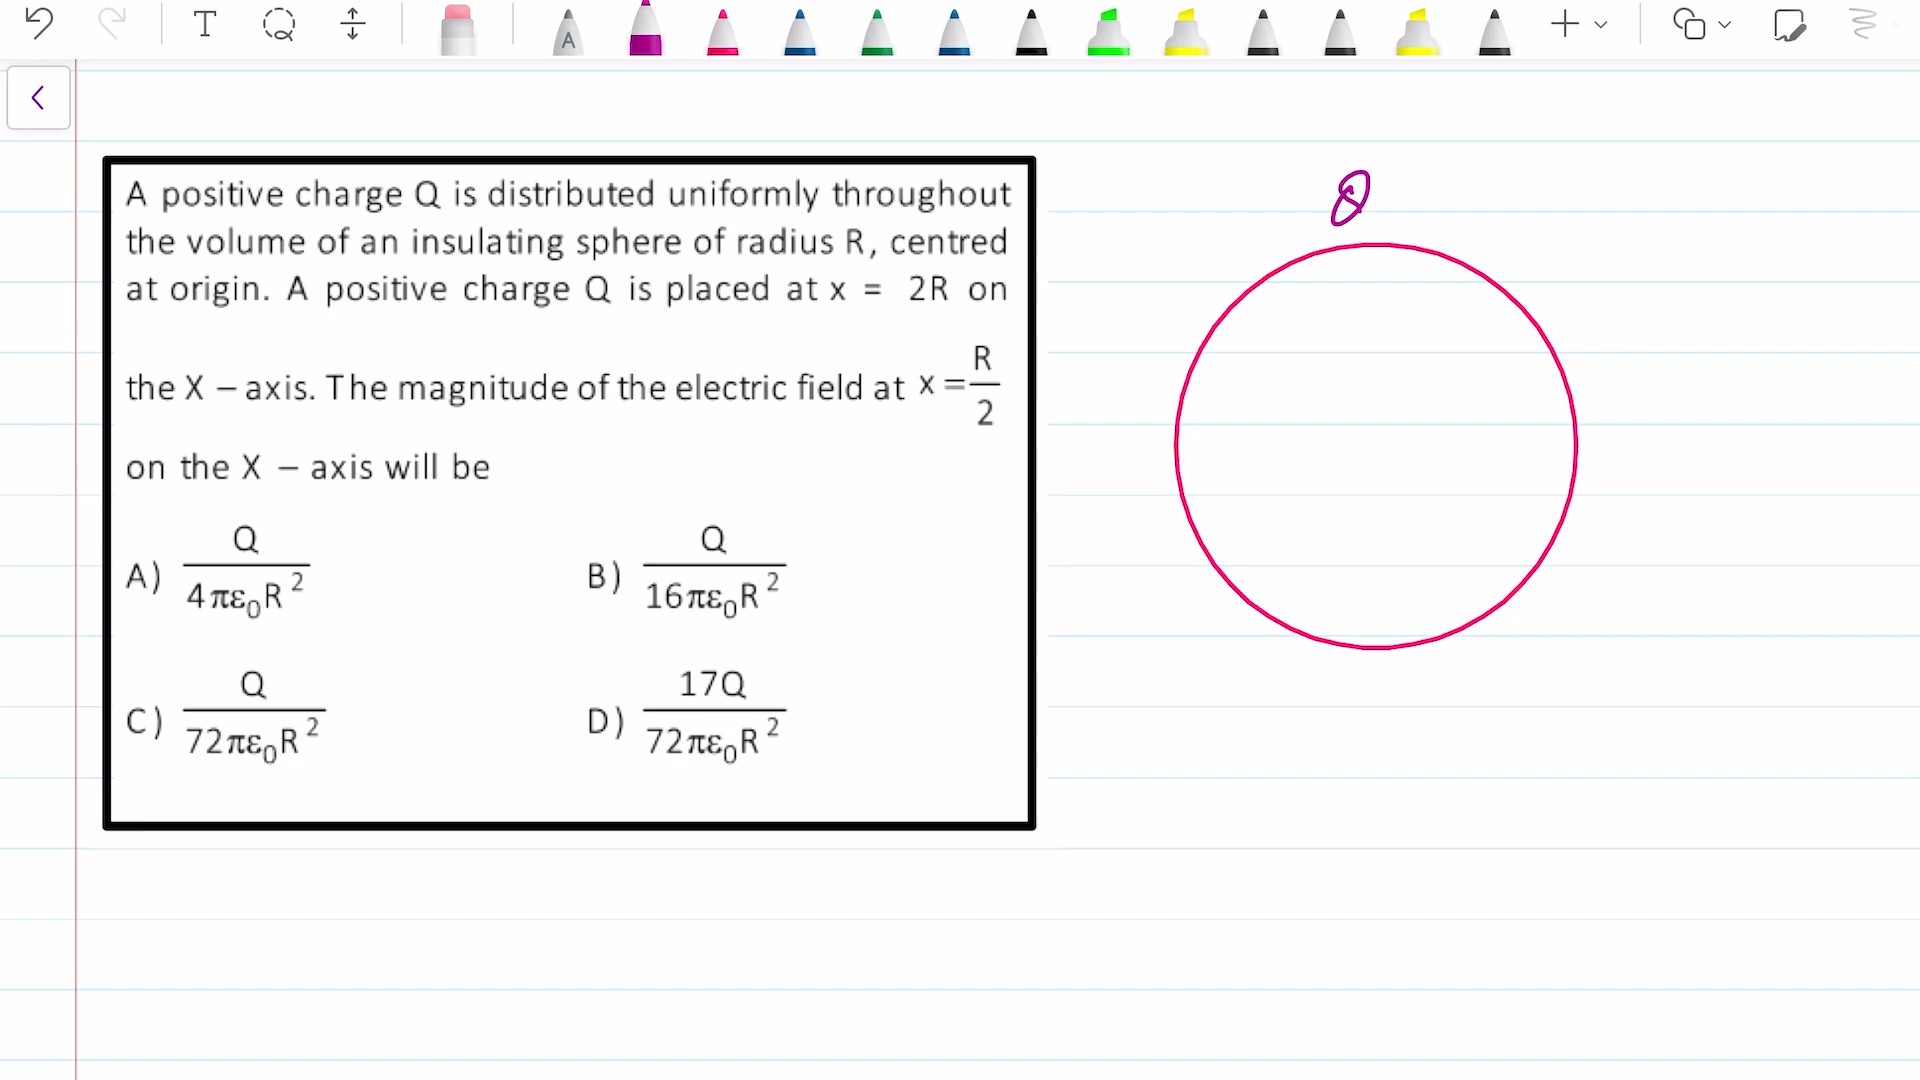 T
A
A positive charge Q is distributed uniformly throughout
the volume of an insulating sphere of radius R, centred
at origin. A positive charge Q is placed at x = 2R on
the X – axis. The magnitude of the electric field at x = R/2
on the X – axis will be
A) Q/4πε₀R² B) Q/16πε₀R²
C) Q/72πε₀R² D) 17Q/72πε₀R²
Q